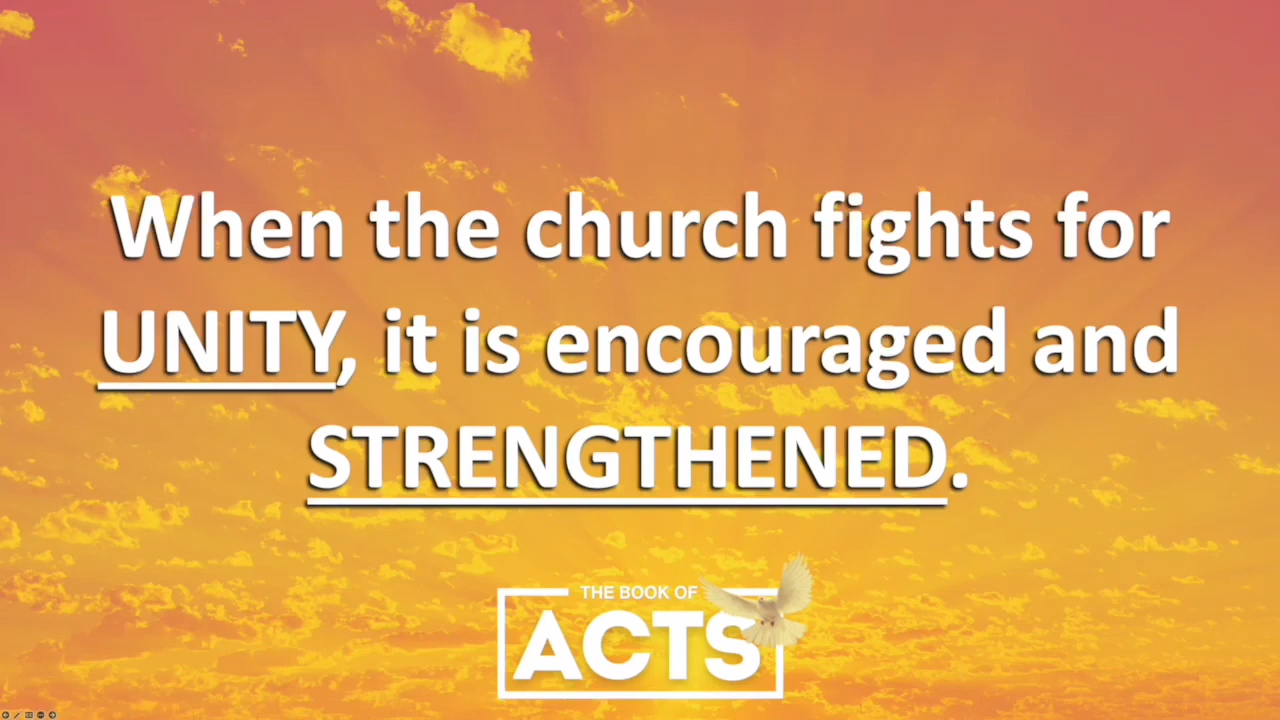 When the church fights for
UNITY, it is encouraged and
STRENGTHENED.
THE BOOK OF
ACTS